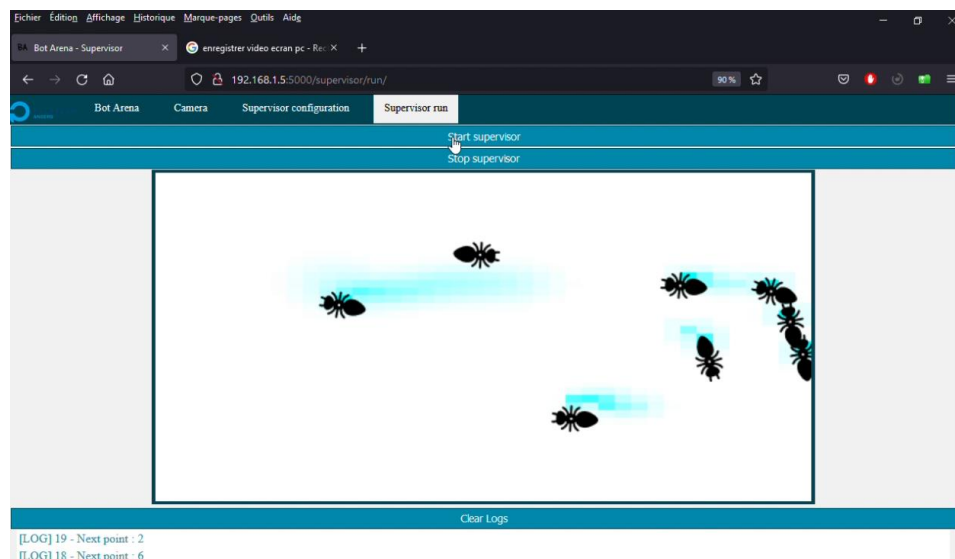 Fichier Édition Affichage Historique Marque-pages Outils Aide
BA Bot Arena - Supervisor × enregistrer video ecran pc - Rec × +
192.168.1.5:5000/supervisor/run/ 90 %
Bot Arena Camera Supervisor configuration Supervisor run
Start supervisor
Stop supervisor
Clear Logs
[LOG] 19 - Next point : 2
[LOG] 18 - Next point : 6